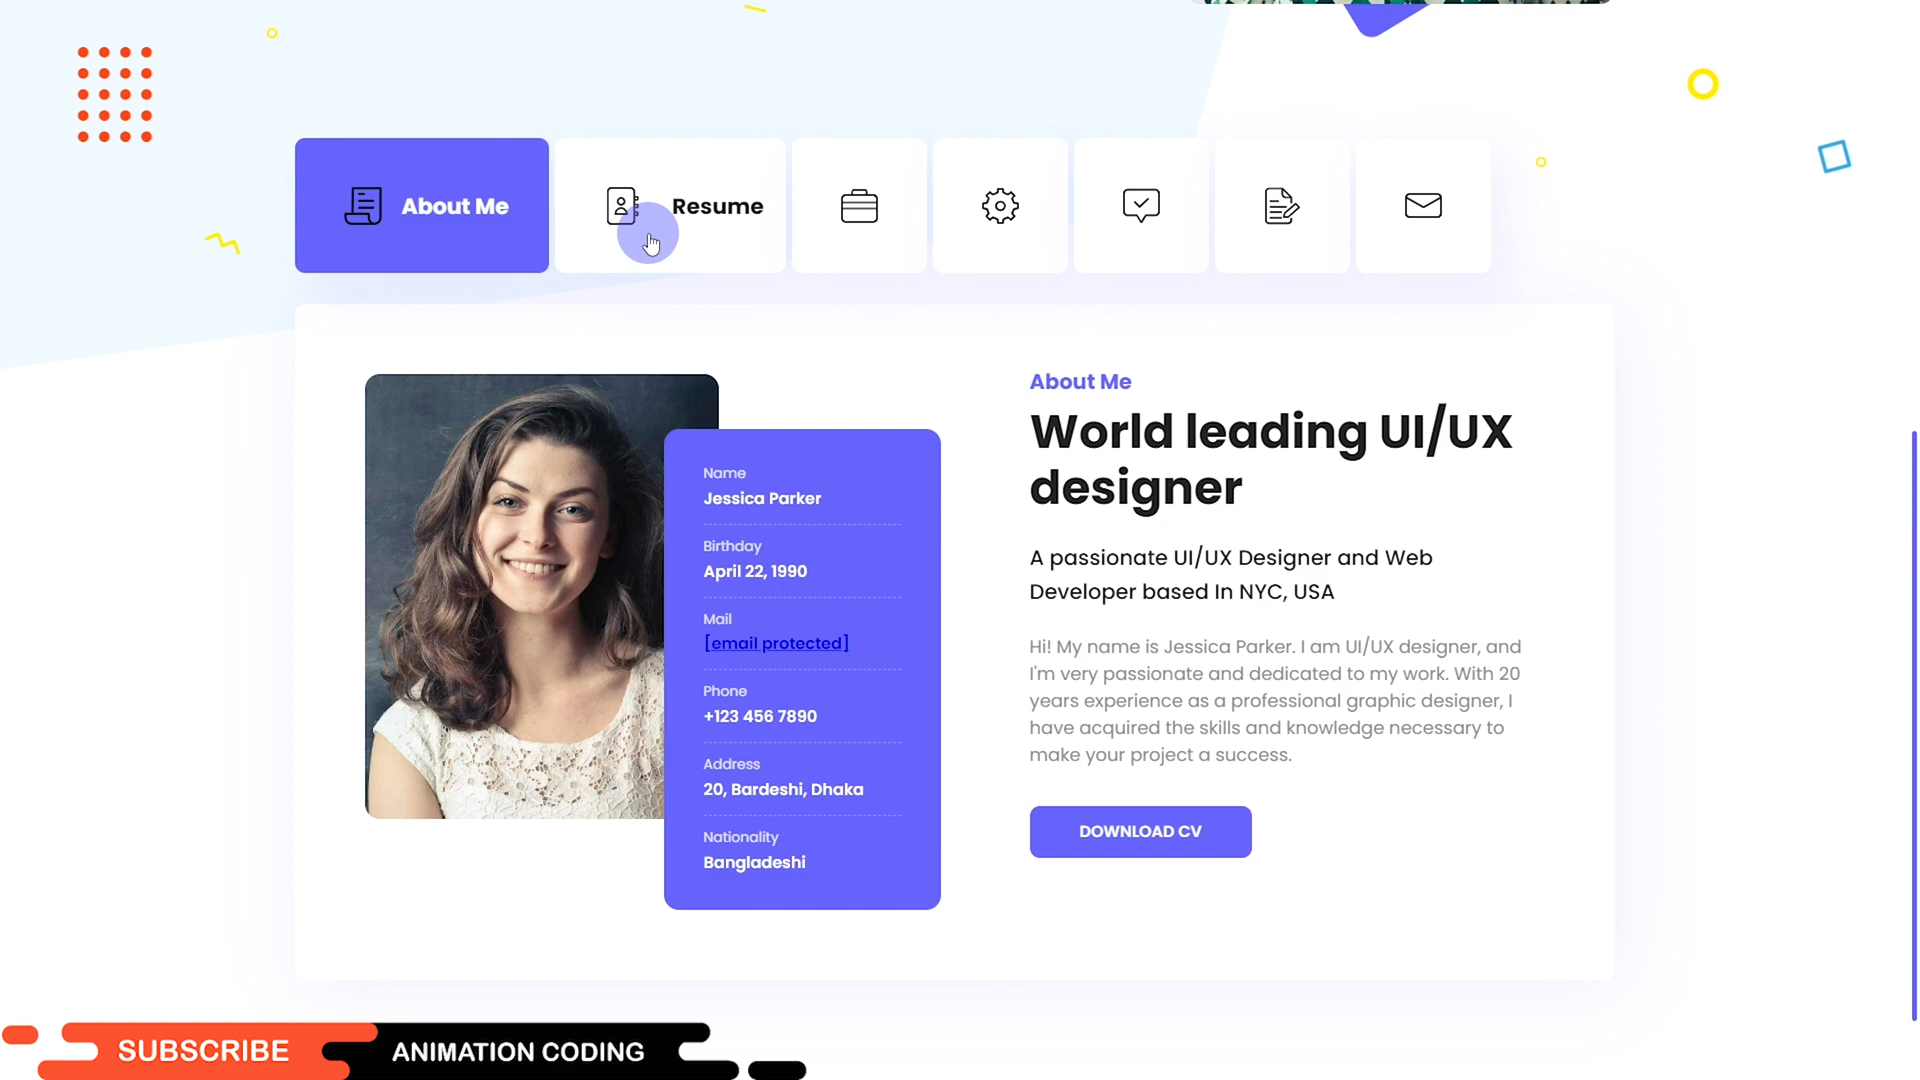 About Me
Resume
Name
Jessica Parker
Birthday
April 22, 1990
Mail
[email protected]
Phone
+123 456 7890
Address
20, Bardeshi, Dhaka
Nationality
Bangladeshi
About Me
World leading UI/UX
designer
A passionate UI/UX Designer and Web
Developer based In NYC, USA
Hi! My name is Jessica Parker. I am UI/UX designer, and
I'm very passionate and dedicated to my work. With 20
years experience as a professional graphic designer, I
have acquired the skills and knowledge necessary to
make your project a success.
DOWNLOAD CV
SUBSCRIBE
ANIMATION CODING